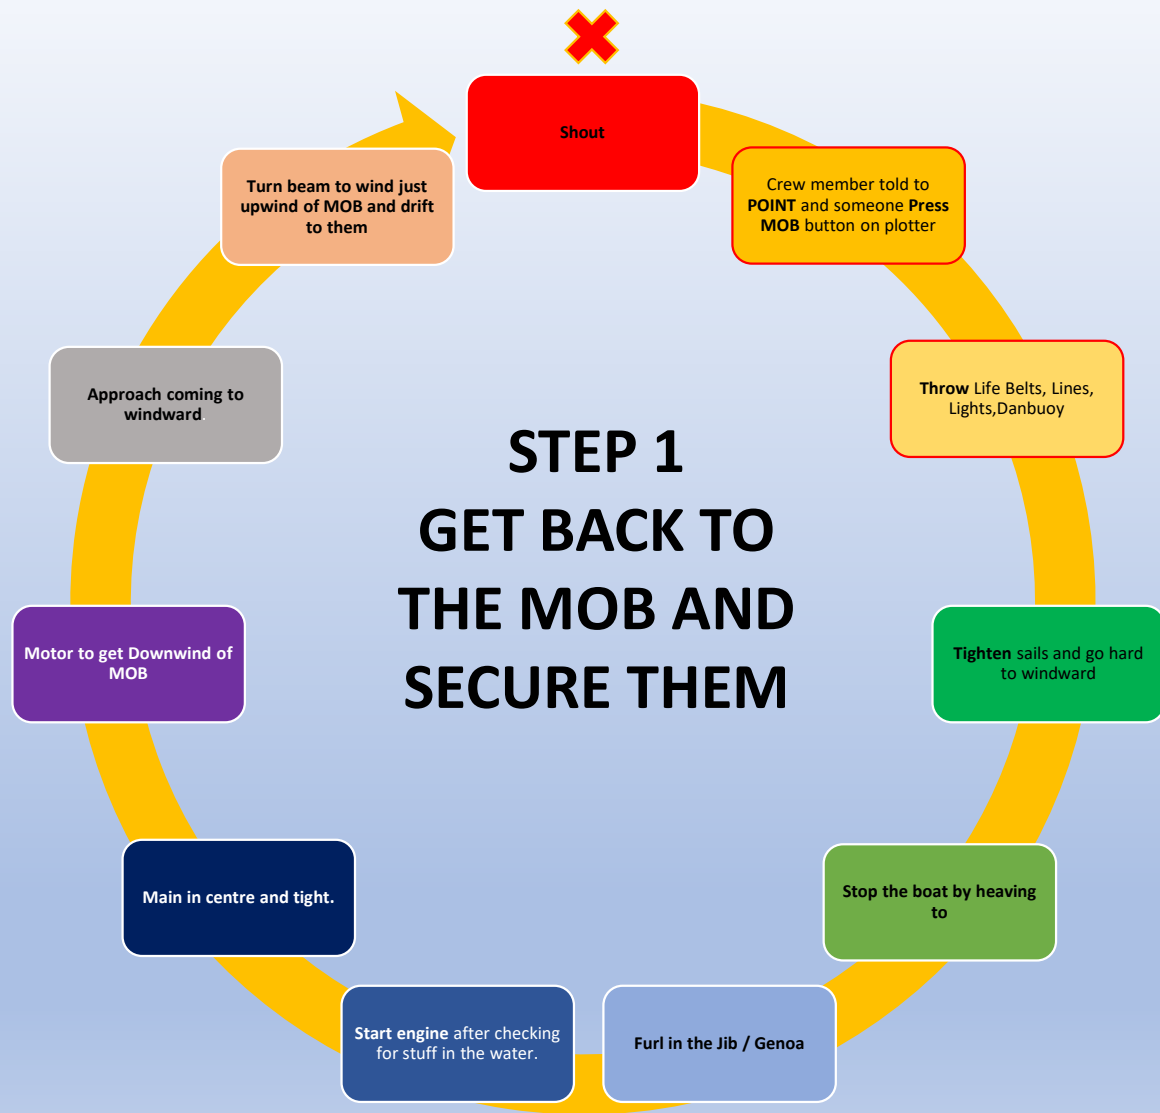 Shout
Crew member told to
POINT and someone Press
MOB button on plotter
Throw Life Belts, Lines,
Lights,Danbuoy
Tighten sails and go hard
to windward
Stop the boat by heaving
to
Furl in the Jib / Genoa
Start engine after checking
for stuff in the water.
Main in centre and tight.
Motor to get Downwind of
MOB
Approach coming to
windward.
Turn beam to wind just
upwind of MOB and drift
to them
STEP 1
GET BACK TO
THE MOB AND
SECURE THEM